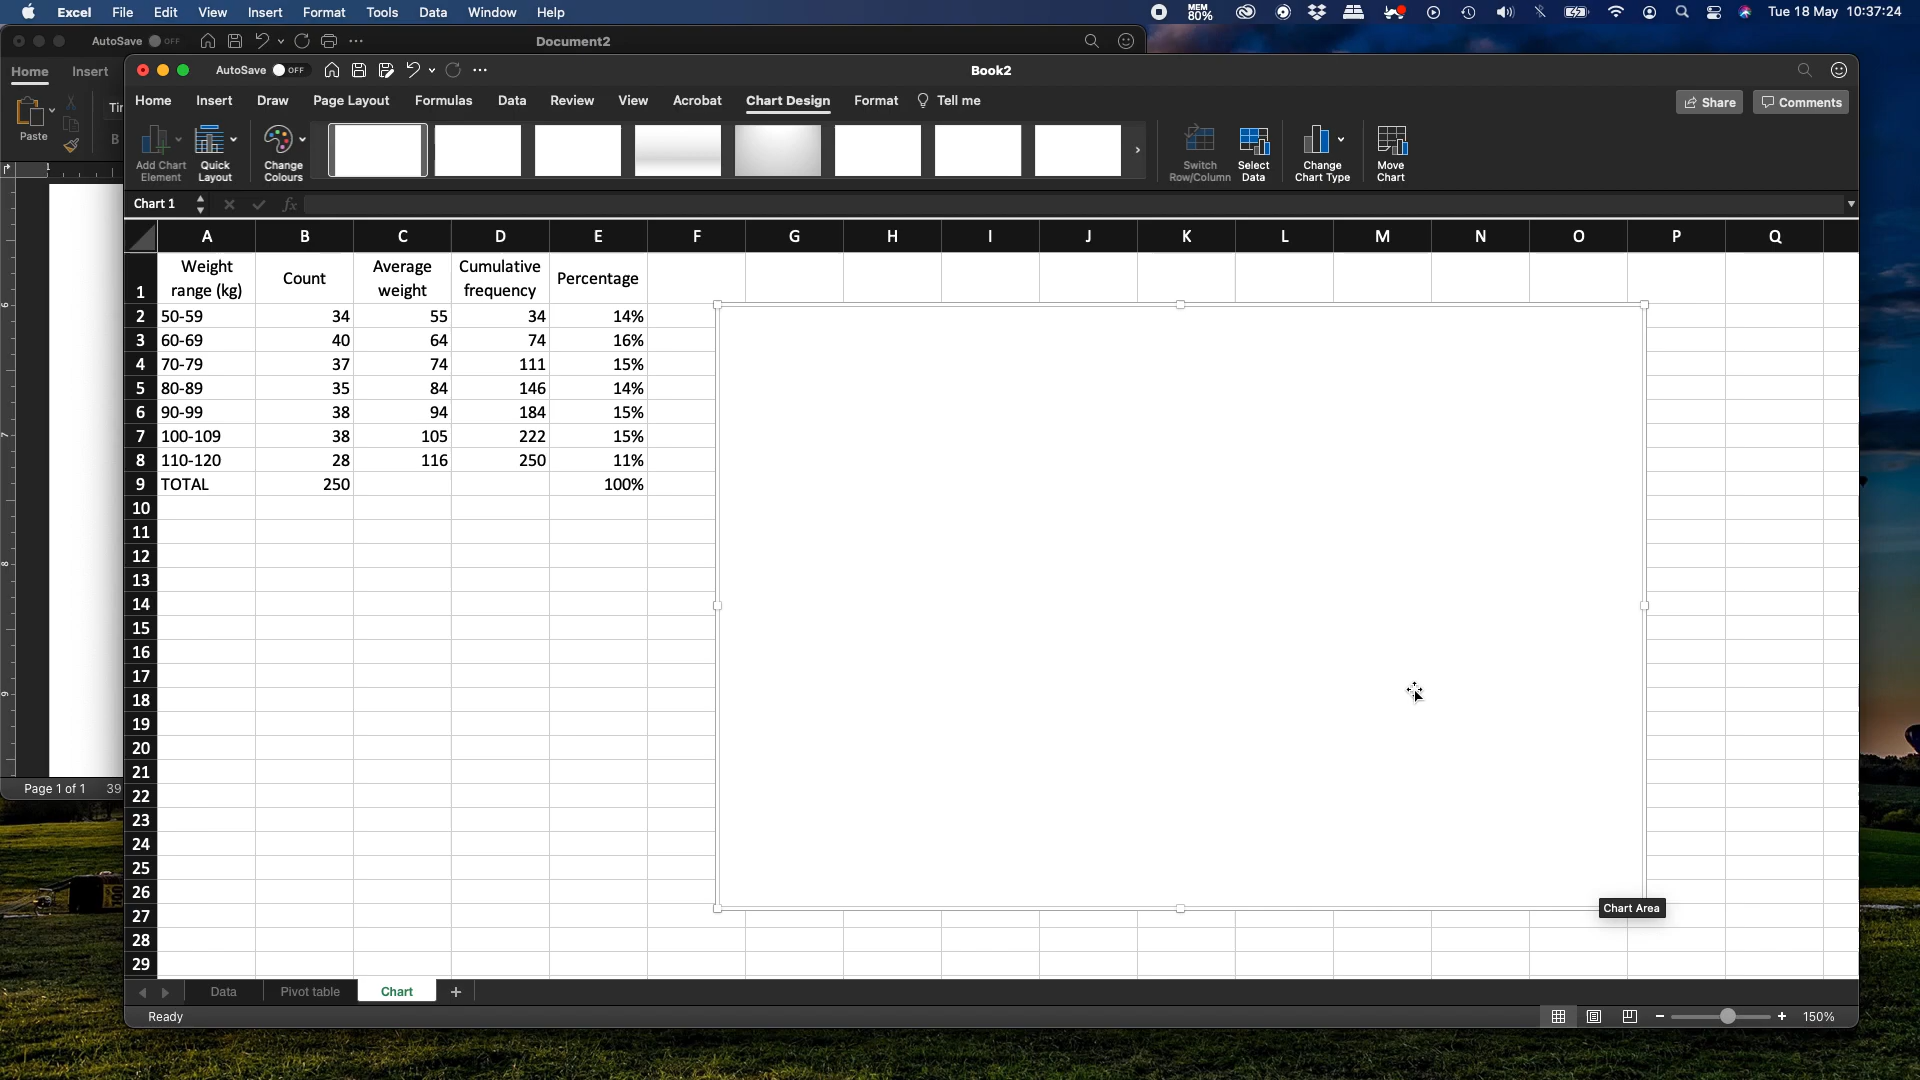 Excel File Edit View Insert Format Tools Data Window Help MEM 80% Tue 18 May 10:37:24
AutoSave OFF Document2
Home Insert
AutoSave OFF Book2
Home Insert Draw Page Layout Formulas Data Review View Acrobat Chart Design Format Tell me Share Comments
Paste
B
Add Chart Element
Quick Layout
Change Colours
Switch Row/Column
Select Data
Change Chart Type
Move Chart
Chart 1 fx
A B C D E F G H I J K L M N O P Q
1 Weight range (kg) Count Average weight Cumulative frequency Percentage
2 50-59 34 55 34 14%
3 60-69 40 64 74 16%
4 70-79 37 74 111 15%
5 80-89 35 84 146 14%
6 90-99 38 94 184 15%
7 100-109 38 105 222 15%
8 110-120 28 116 250 11%
9 TOTAL 250 100%
10
11
12
13
14
15
16
17
18
19
20
21
22
23
24
25
26
27
28
29
Chart Area
Page 1 of 1 39
Data Pivot table Chart +
Ready 150%